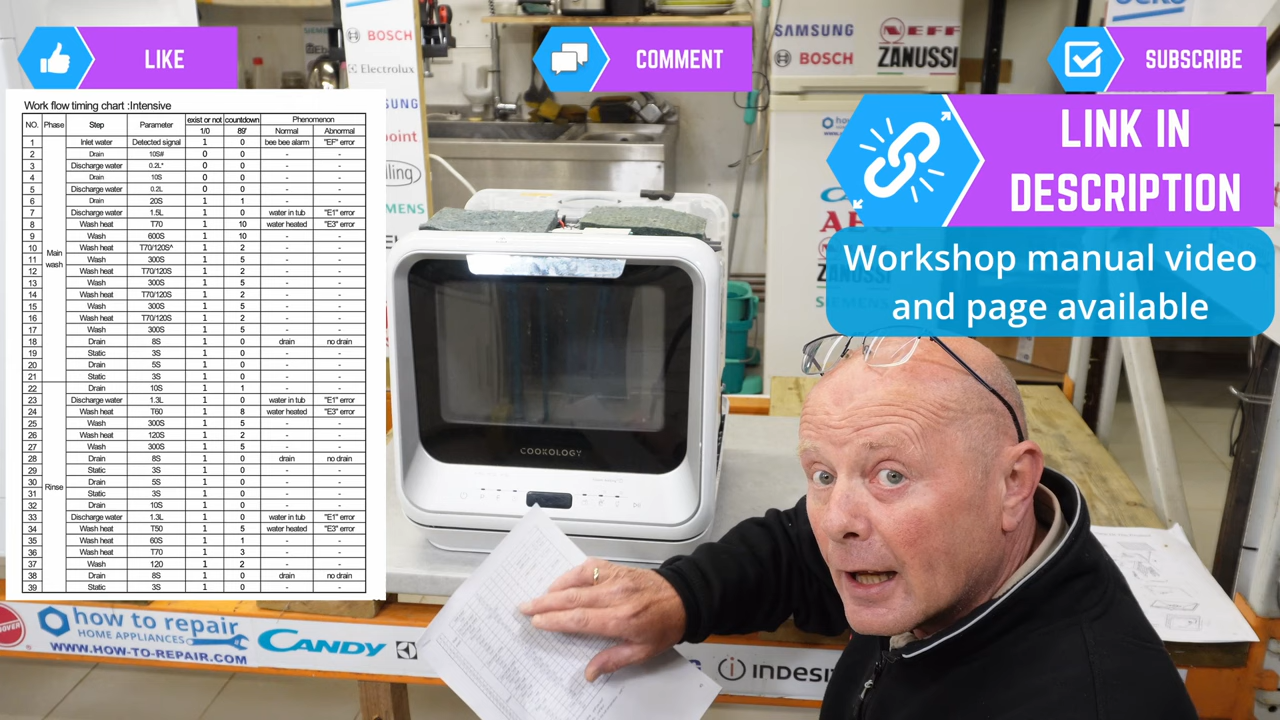 LIKE
COMMENT
SUBSCRIBE
LINK IN
DESCRIPTION
Workshop manual video
and page available
Work flow timing chart :Intensive
NO. Phase Step Parameter exist or not countdown Phenomenon
1/0 89' Normal Abnormal
1 Inlet water Detected signal 1 0 bee bee alarm "EF" error
2 Drain 10S# 0 0 - -
3 Discharge water 0.2L* 0 0 - -
4 Drain 10S 0 0 - -
5 Discharge water 0.2L 0 0 - -
6 Drain 20S 0 1 - -
7 Discharge water 1.5L 1 0 water in tub "E1" error
8 Wash heat T70 1 10 water heated "E3" error
9 Wash 600S 1 10 - -
10 Wash heat T70/120S^ 1 2 - -
Main
wash
11 Wash 300S 1 5 - -
12 Wash heat T70/120S 1 2 - -
13 Wash 300S 1 5 - -
14 Wash heat T70/120S 1 2 - -
15 Wash 300S 1 5 - -
16 Wash heat T70/120S 1 2 - -
17 Wash 300S 1 5 - -
18 Drain 8S 1 0 drain no drain
19 Static 3S 1 0 - -
20 Drain 5S 1 0 - -
21 Static 3S 1 0 - -
22 Drain 10S 1 1 - -
23 Discharge water 1.3L 1 0 water in tub "E1" error
24 Wash heat T60 1 8 water heated "E3" error
25 Wash 300S 1 5 - -
26 Wash heat 120S 1 2 - -
27 Wash 300S 1 5 - -
28 Drain 8S 1 0 drain no drain
29 Static 3S 1 0 - -
30 Rinse Drain 5S 1 0 - -
31 Static 3S 1 0 - -
32 Drain 10S 1 0 - -
33 Discharge water 1.3L 1 0 water in tub "E1" error
34 Wash heat T50 1 5 water heated "E3" error
35 Wash heat 60S 1 1 - -
36 Wash heat T70 1 3 - -
37 Wash 120 1 2 - -
38 Drain 8S 1 0 drain no drain
39 Static 3S 1 0 - -
BOSCH
Electrolux
SAMSUNG
BOSCH
NEFF
ZANUSSI
COOKOLOGY
HOOVER
how to repair
HOME APPLIANCES
WWW.HOW-TO-REPAIR.COM
CANDY
INDESI